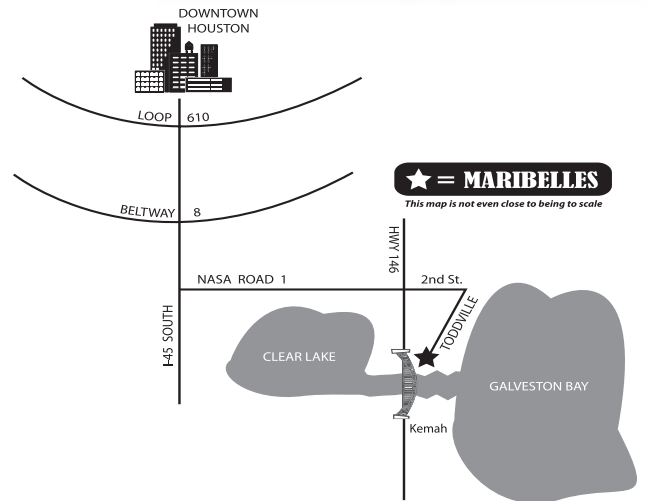 DOWNTOWN
HOUSTON
LOOP 610
= MARIBELLES
This map is not even close to being to scale
BELTWAY 8
HWY 146
NASA ROAD 1
2nd St.
TODDVILLE
I-45 SOUTH
CLEAR LAKE
GALVESTON BAY
Kemah